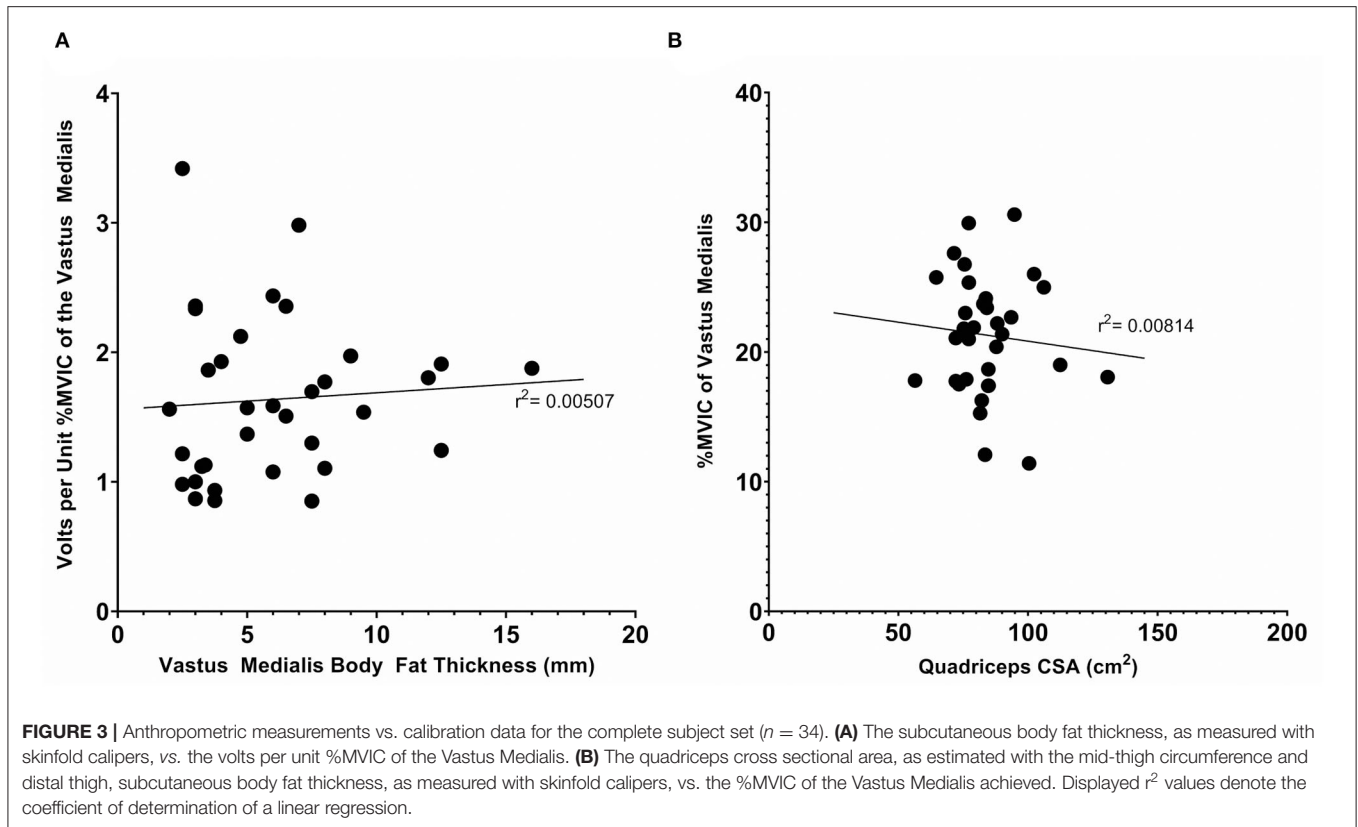 A
B
4
3
2
1
0
Volts per Unit %MVIC of the Vastus Medialis
r²= 0.00507
0 5 10 15 20
Vastus Medialis Body Fat Thickness (mm)
40
30
20
10
0
%MVIC of Vastus Medialis
r²= 0.00814
0 50 100 150 200
Quadriceps CSA (cm²)
FIGURE 3 | Anthropometric measurements vs. calibration data for the complete subject set (n = 34). (A) The subcutaneous body fat thickness, as measured with
skinfold calipers, vs. the volts per unit %MVIC of the Vastus Medialis. (B) The quadriceps cross sectional area, as estimated with the mid-thigh circumference and
distal thigh, subcutaneous body fat thickness, as measured with skinfold calipers, vs. the %MVIC of the Vastus Medialis achieved. Displayed r² values denote the
coefficient of determination of a linear regression.